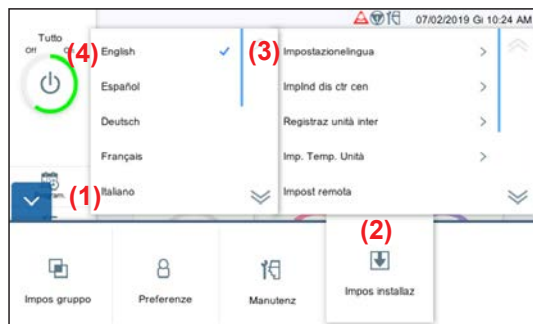 07/02/2019 Gi 10:24 AM
Tutto
Off
(4)
English
(3)
Impostazionelingua
Español
ImpInd dis ctr cen
Deutsch
Registraz unità inter
Français
Imp. Temp. Unità
(1)
Italiano
Impost remota
(2)
Impos gruppo
Preferenze
Manutenz
Impos installaz